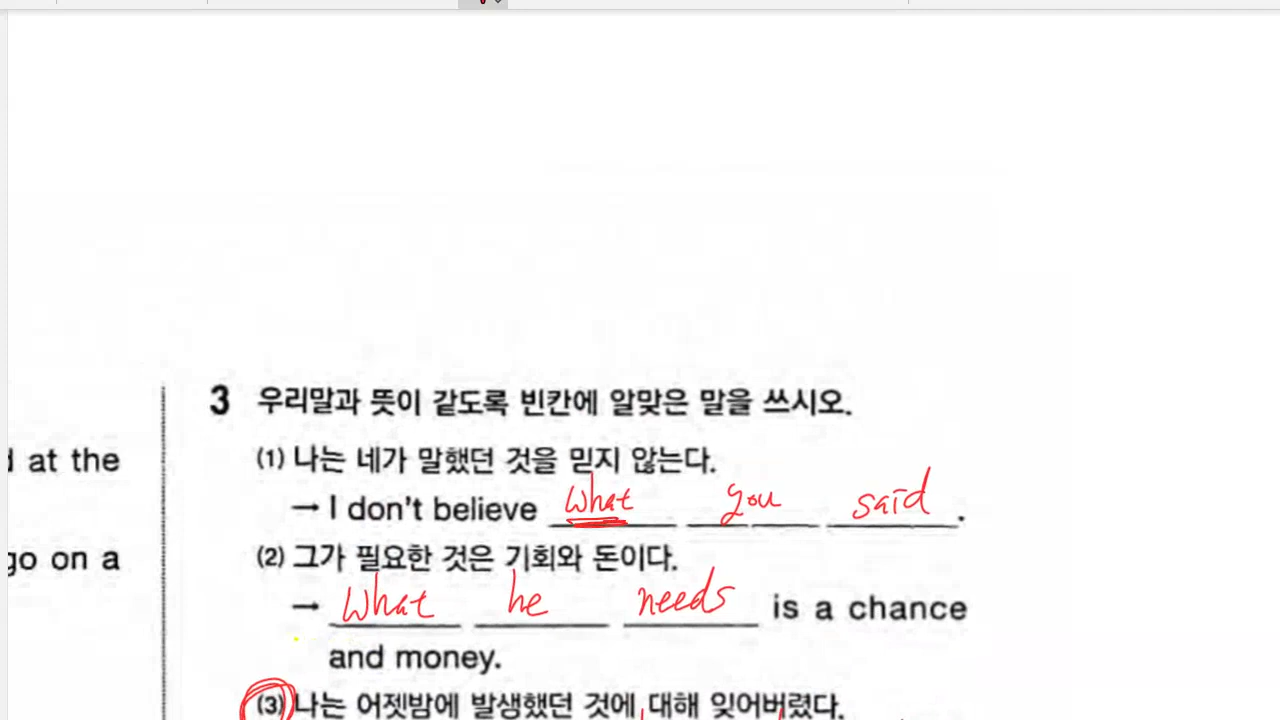 3 우리말과 뜻이 같도록 빈칸에 알맞은 말을 쓰시오.
(1) 나는 네가 말했던 것을 믿지 않는다.
d at the
→ I don't believe what you said.
(2) 그가 필요한 것은 기회와 돈이다.
go on a
→ What he needs is a chance
and money.
(3) 나는 어젯밤에 발생했던 것에 대해 잊어버렸다.